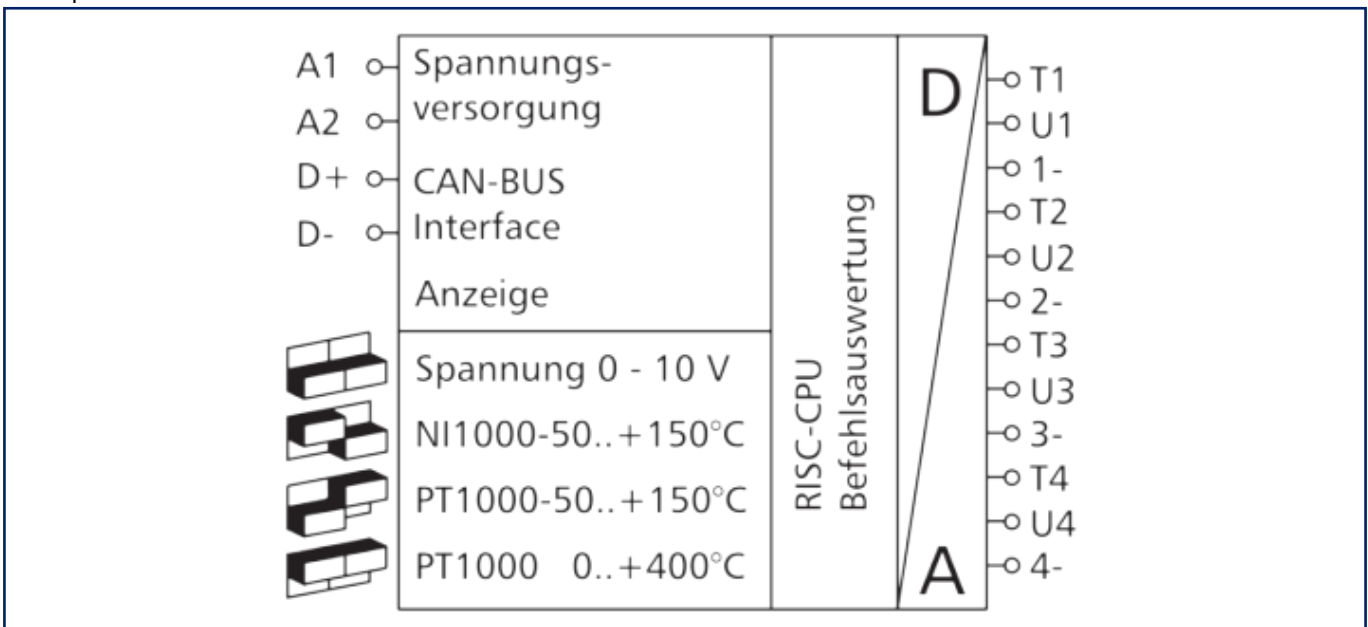 A1
A2
D+
D-
Spannungs-
versorgung
CAN-BUS
Interface
Anzeige
Spannung 0 - 10 V
NI1000-50..+150°C
PT1000-50..+150°C
PT1000 0..+400°C
RISC-CPU
Befehlsauswertung
D
A
T1
U1
1-
T2
U2
2-
T3
U3
3-
T4
U4
4-